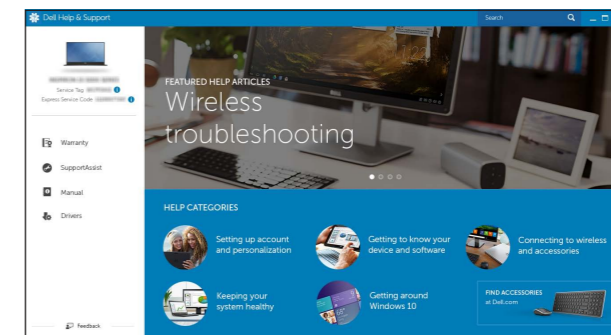 Dell Help & Support
Search
Service Tag:
Express Service Code:
Warranty
SupportAssist
Manual
Drivers
Feedback
FEATURED HELP ARTICLES
Wireless
troubleshooting
HELP CATEGORIES
Setting up account
and personalization
Getting to know your
device and software
Connecting to wireless
and accessories
Keeping your
system healthy
Getting around
Windows 10
FIND ACCESSORIES
at Dell.com